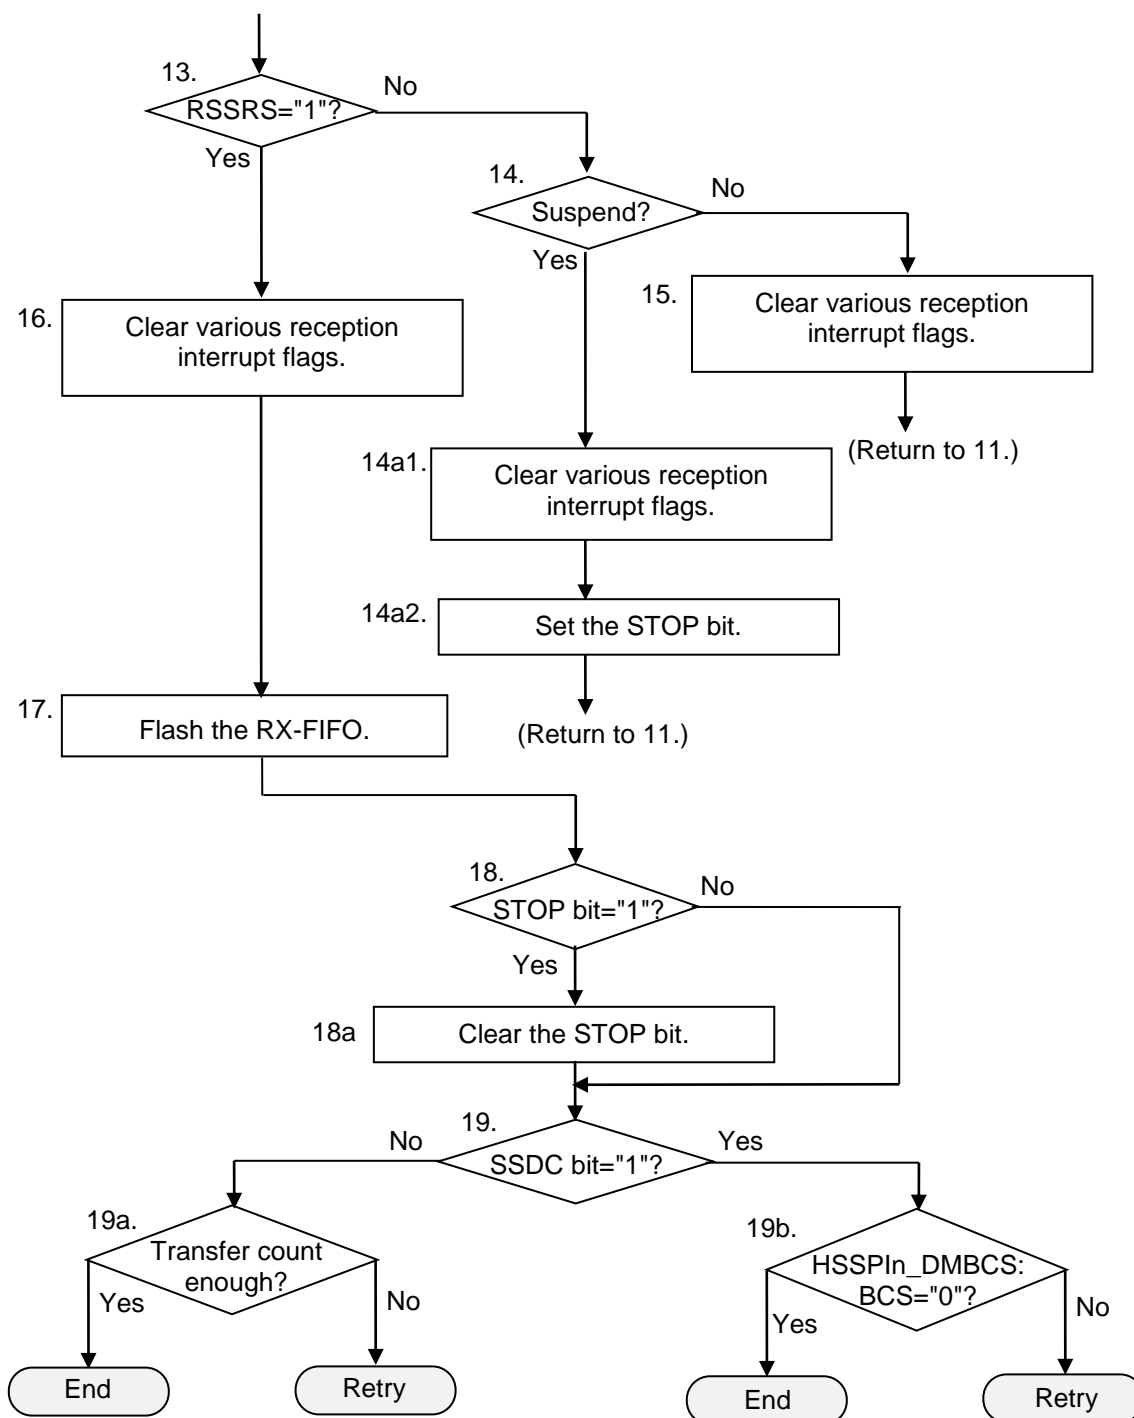 13.
No
RSSRS="1"?
Yes
14.
No
Suspend?
Yes
16.
Clear various reception
interrupt flags.
15.
Clear various reception
interrupt flags.
(Return to 11.)
14a1.
Clear various reception
interrupt flags.
14a2.
Set the STOP bit.
(Return to 11.)
17.
Flash the RX-FIFO.
18.
No
STOP bit="1"?
Yes
18a
Clear the STOP bit.
19.
No
Yes
SSDC bit="1"?
19a.
Transfer count
enough?
Yes
No
19b.
HSSPIn_DMBCS:
BCS="0"?
Yes
No
End
Retry
End
Retry